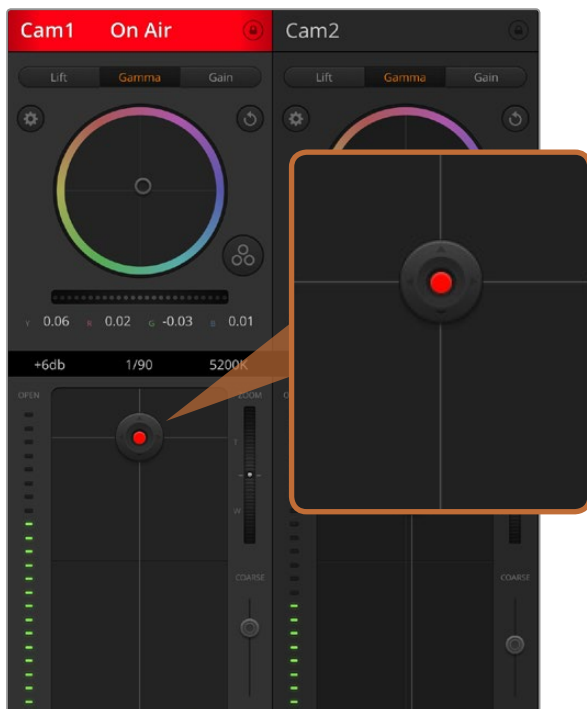 Cam1 On Air
Cam2
Lift Gamma Gain
Lift Gamma Gain
Y 0.06 R 0.02 G -0.03 B 0.01
+6db 1/90 5200K
OPEN
ZOOM
T
W
COARSE
COARSE